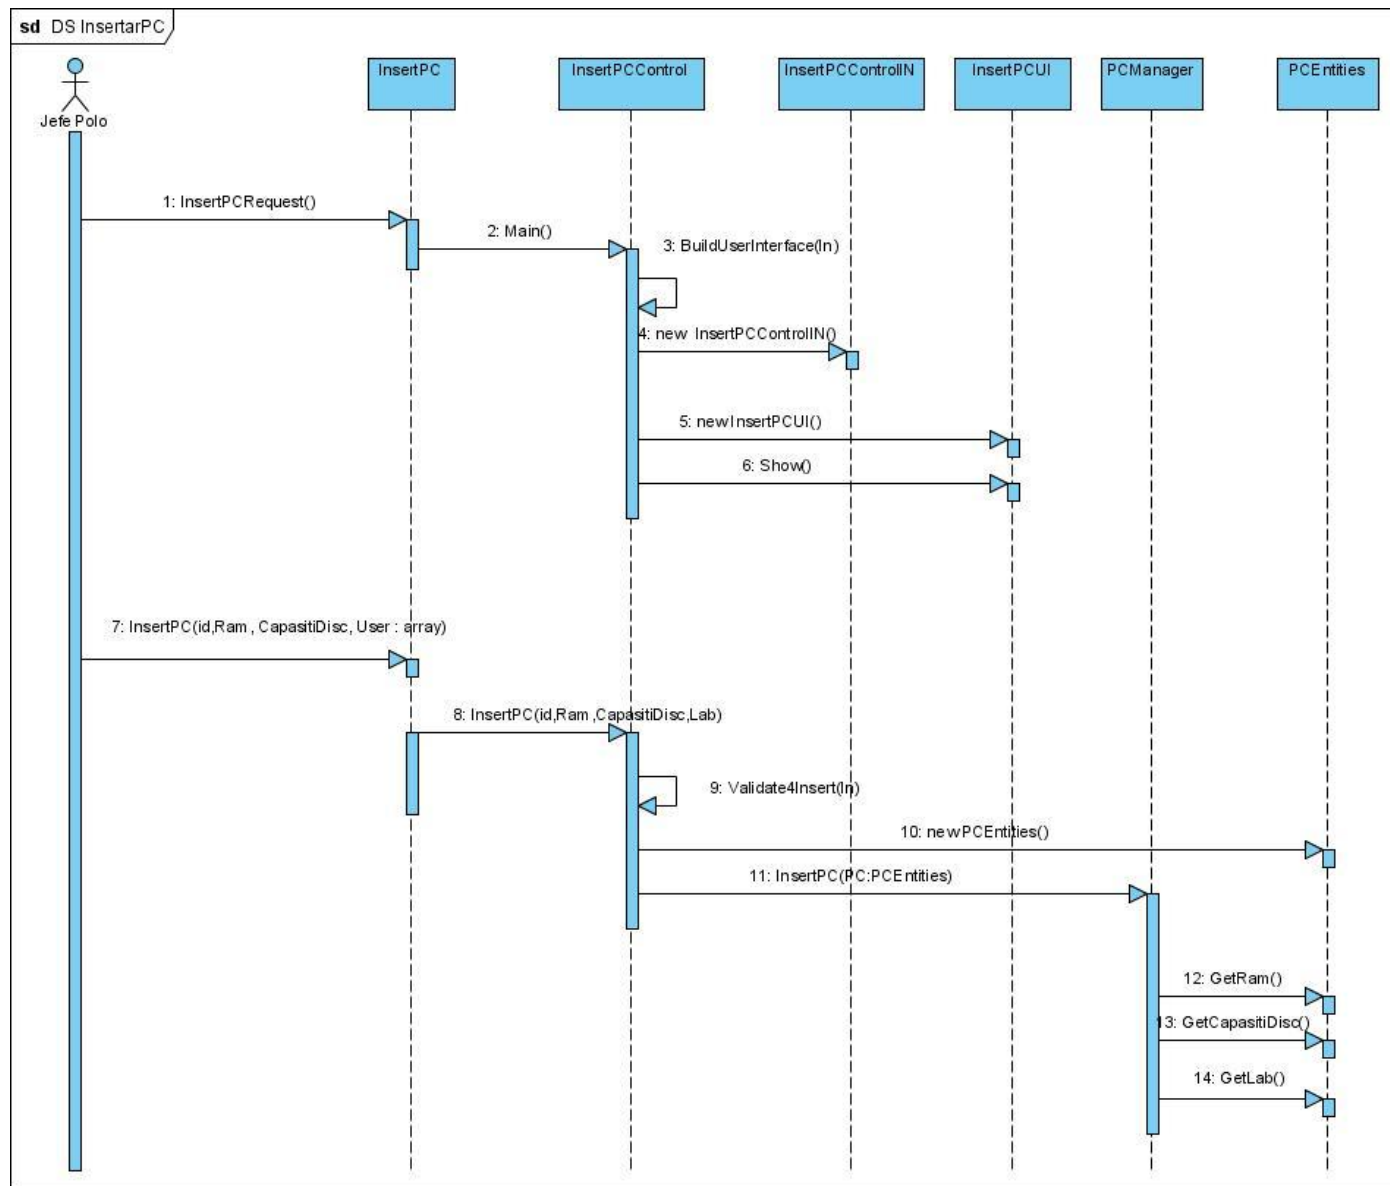 sd DS InsertarPC
InsertPC
InsertPCControl
InsertPCControlIN
InsertPCUI
PCManager
PCEntities
Jefe Polo
1: InsertPCRequest()
2: Main()
3: BuildUserInterface(In)
4: new InsertPCControlIN()
5: newInsertPCUI()
6: Show()
7: InsertPC(id,Ram, CapasitiDisc, User : array)
8: InsertPC(id,Ram,CapasitiDisc,Lab)
9: Validate4Insert(In)
10: newPCEntities()
11: InsertPC(PC:PCEntities)
12: GetRam()
13: GetCapasitiDisc()
14: GetLab()